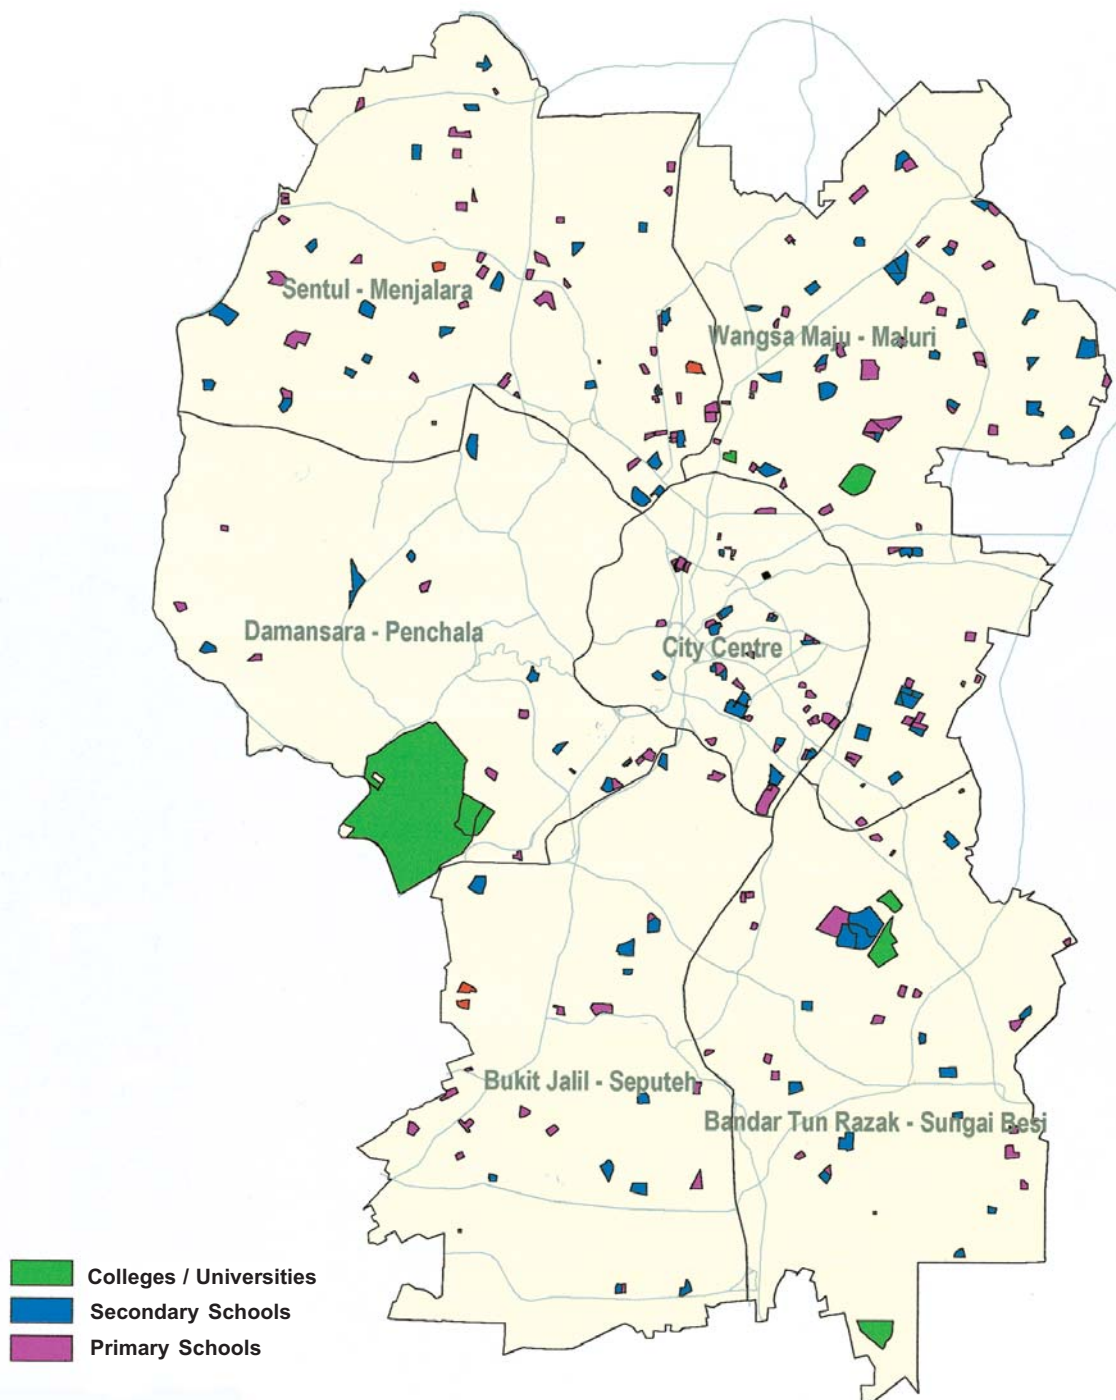 Sentul - Menjalara
Wangsa Maju - Maluri
Damansara - Penchala
City Centre
Bukit Jalil - Seputeh
Bandar Tun Razak - Sungai Besi
Colleges / Universities
Secondary Schools
Primary Schools